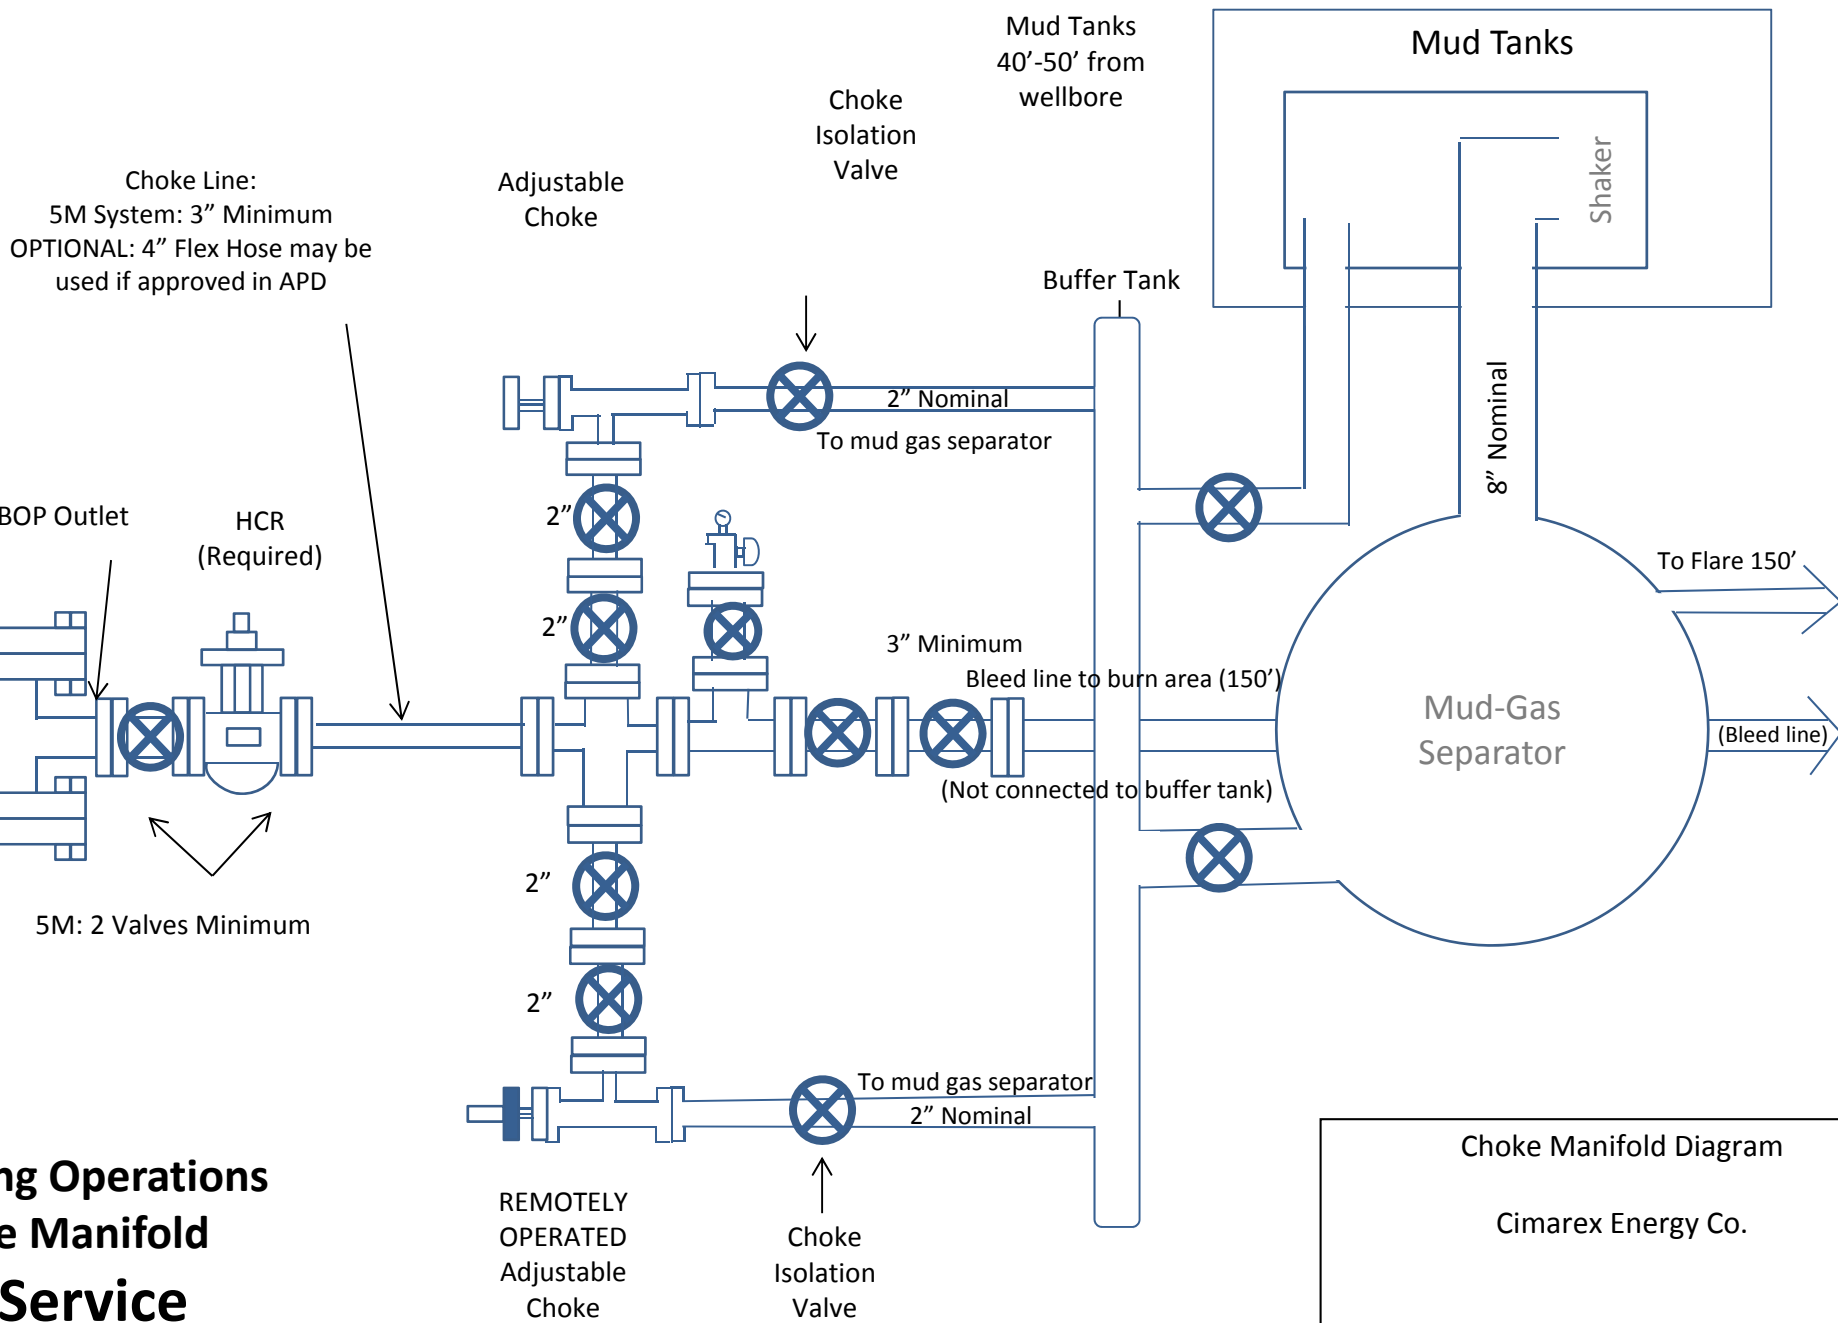 Mud Tanks
40’-50’ from
wellbore
Mud Tanks
Shaker
Choke
Isolation
Valve
Adjustable
Choke
Choke Line:
5M System: 3” Minimum
OPTIONAL: 4” Flex Hose may be
used if approved in APD
Buffer Tank
2” Nominal
To mud gas separator
8” Nominal
BOP Outlet
HCR
(Required)
2”
2”
To Flare 150’
3” Minimum
Bleed line to burn area (150’)
Mud-Gas
Separator
(Bleed line)
(Not connected to buffer tank)
5M: 2 Valves Minimum
2”
2”
To mud gas separator
2” Nominal
REMOTELY
OPERATED
Adjustable
Choke
Choke
Isolation
Valve
ng Operations
e Manifold
Service
Choke Manifold Diagram
Cimarex Energy Co.